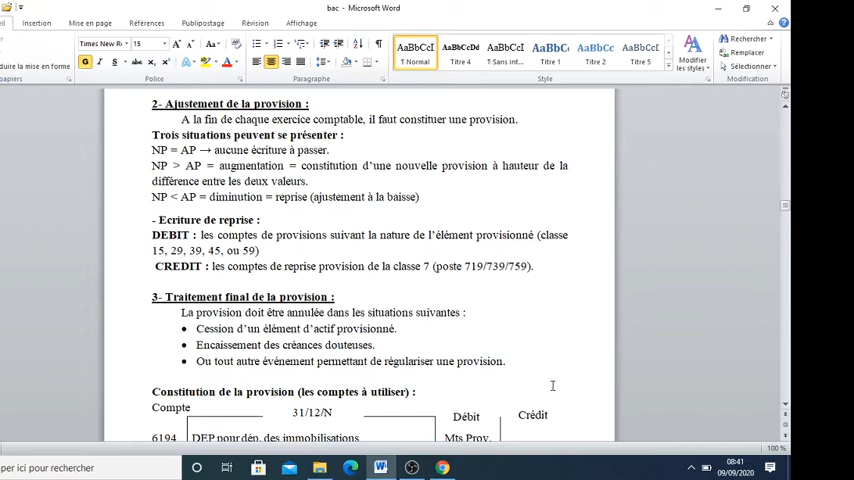 bac - Microsoft Word
Insertion Mise en page Références Publipostage Révision Affichage
Times New R 15 A A Aa
G I S abc
papiers Police Paragraphe Style Modification
AaBbCcI AaBbCcDd AaBbCcI AaBbC AaBbCc AaBbCcI
¶ Normal Titre 4 ¶ Sans int... Titre 1 Titre 2 Titre 5
Modifier les styles
Rechercher
Remplacer
Sélectionner
duire la mise en forme
2- Ajustement de la provision :
A la fin de chaque exercice comptable, il faut constituer une provision.
Trois situations peuvent se présenter :
NP = AP → aucune écriture à passer.
NP > AP = augmentation = constitution d’une nouvelle provision à hauteur de la
différence entre les deux valeurs.
NP < AP = diminution = reprise (ajustement à la baisse)
- Ecriture de reprise :
DEBIT : les comptes de provisions suivant la nature de l’élément provisionné (classe
15, 29, 39, 45, ou 59)
CREDIT : les comptes de reprise provision de la classe 7 (poste 719/739/759).
3- Traitement final de la provision :
La provision doit être annulée dans les situations suivantes :
• Cession d’un élément d’actif provisionné.
• Encaissement des créances douteuses.
• Ou tout autre événement permettant de régulariser une provision.
Constitution de la provision (les comptes à utiliser) :
Compte 31/12/N Débit Crédit
6194 DEP pour dép. des immobilisations Mts Prov.
100 %
per ici pour rechercher
08:41
09/09/2020